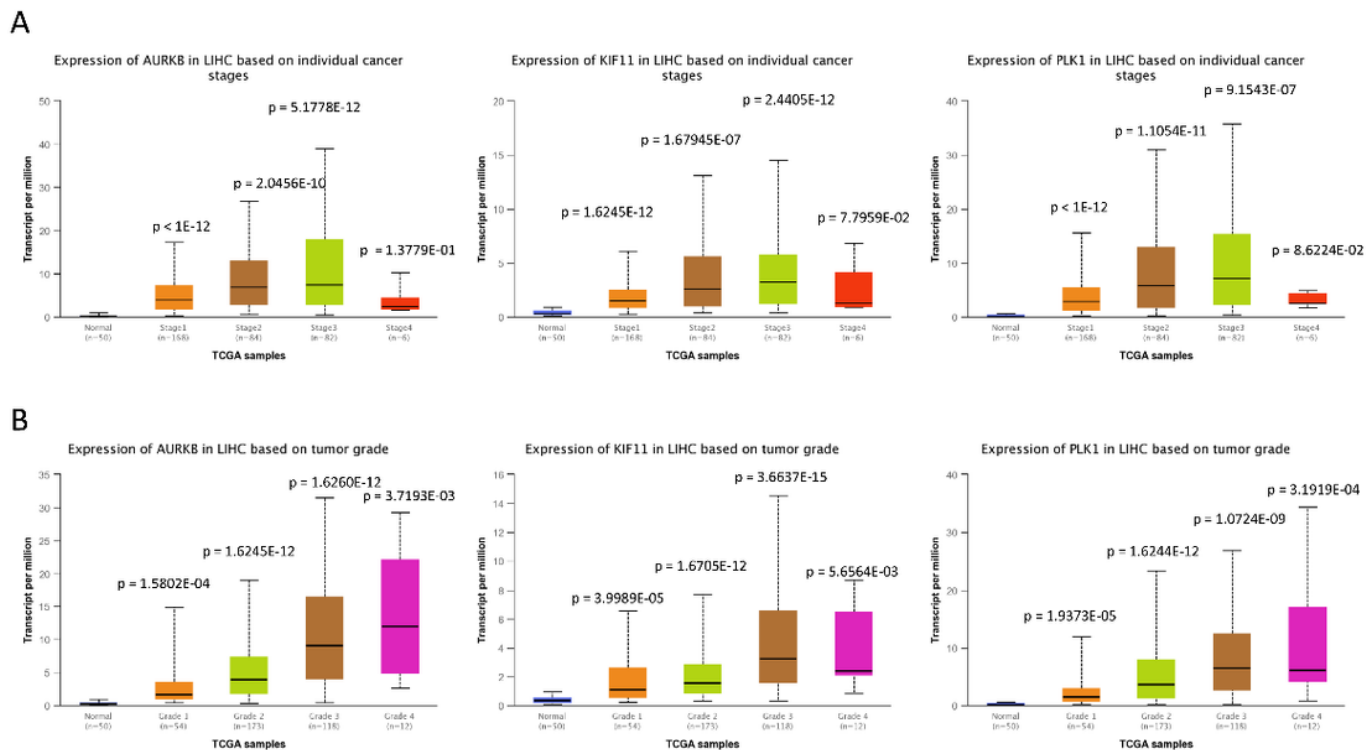 A
Expression of AURKB in LIHC based on individual cancer
stages
50
40
30
20
10
0
Transcript per million
p < 1E-12
p = 2.0456E-10
p = 5.1778E-12
p = 1.3779E-01
Normal
(n=50)
Stage1
(n=168)
Stage2
(n=84)
Stage3
(n=82)
Stage4
(n=6)
TCGA samples
Expression of KIF11 in LIHC based on individual cancer
stages
20
15
10
5
0
Transcript per million
p = 1.6245E-12
p = 1.67945E-07
p = 2.4405E-12
p = 7.7959E-02
Normal
(n=50)
Stage1
(n=168)
Stage2
(n=84)
Stage3
(n=82)
Stage4
(n=6)
TCGA samples
Expression of PLK1 in LIHC based on individual cancer
stages
40
30
20
10
0
Transcript per million
p < 1E-12
p = 1.1054E-11
p = 9.1543E-07
p = 8.6224E-02
Normal
(n=50)
Stage1
(n=168)
Stage2
(n=84)
Stage3
(n=82)
Stage4
(n=6)
TCGA samples
B
Expression of AURKB in LIHC based on tumor grade
35
30
25
20
15
10
5
0
Transcript per million
p = 1.5802E-04
p = 1.6245E-12
p = 1.6260E-12
p = 3.7193E-03
Normal
(n=50)
Grade 1
(n=54)
Grade 2
(n=173)
Grade 3
(n=118)
Grade 4
(n=12)
TCGA samples
Expression of KIF11 in LIHC based on tumor grade
16
14
12
10
8
6
4
2
0
Transcript per million
p = 3.9989E-05
p = 1.6705E-12
p = 3.6637E-15
p = 5.6564E-03
Normal
(n=50)
Grade 1
(n=54)
Grade 2
(n=173)
Grade 3
(n=118)
Grade 4
(n=12)
TCGA samples
Expression of PLK1 in LIHC based on tumor grade
40
30
20
10
0
Transcript per million
p = 1.9373E-05
p = 1.6244E-12
p = 1.0724E-09
p = 3.1919E-04
Normal
(n=50)
Grade 1
(n=54)
Grade 2
(n=173)
Grade 3
(n=118)
Grade 4
(n=12)
TCGA samples